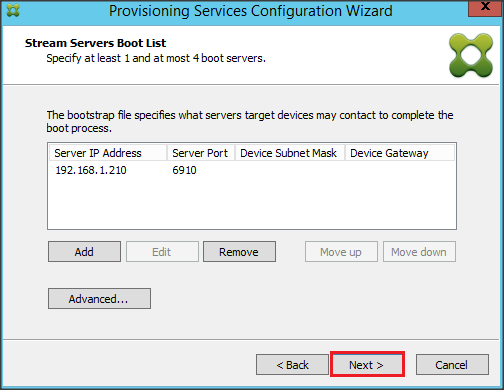 Provisioning Services Configuration Wizard
x
Stream Servers Boot List
Specify at least 1 and at most 4 boot servers.
The bootstrap file specifies what servers target devices may contact to complete the
boot process.
Server IP Address Server Port Device Subnet Mask Device Gateway
192.168.1.210 6910
Add Edit Remove Move up Move down
Advanced...
< Back Next > Cancel